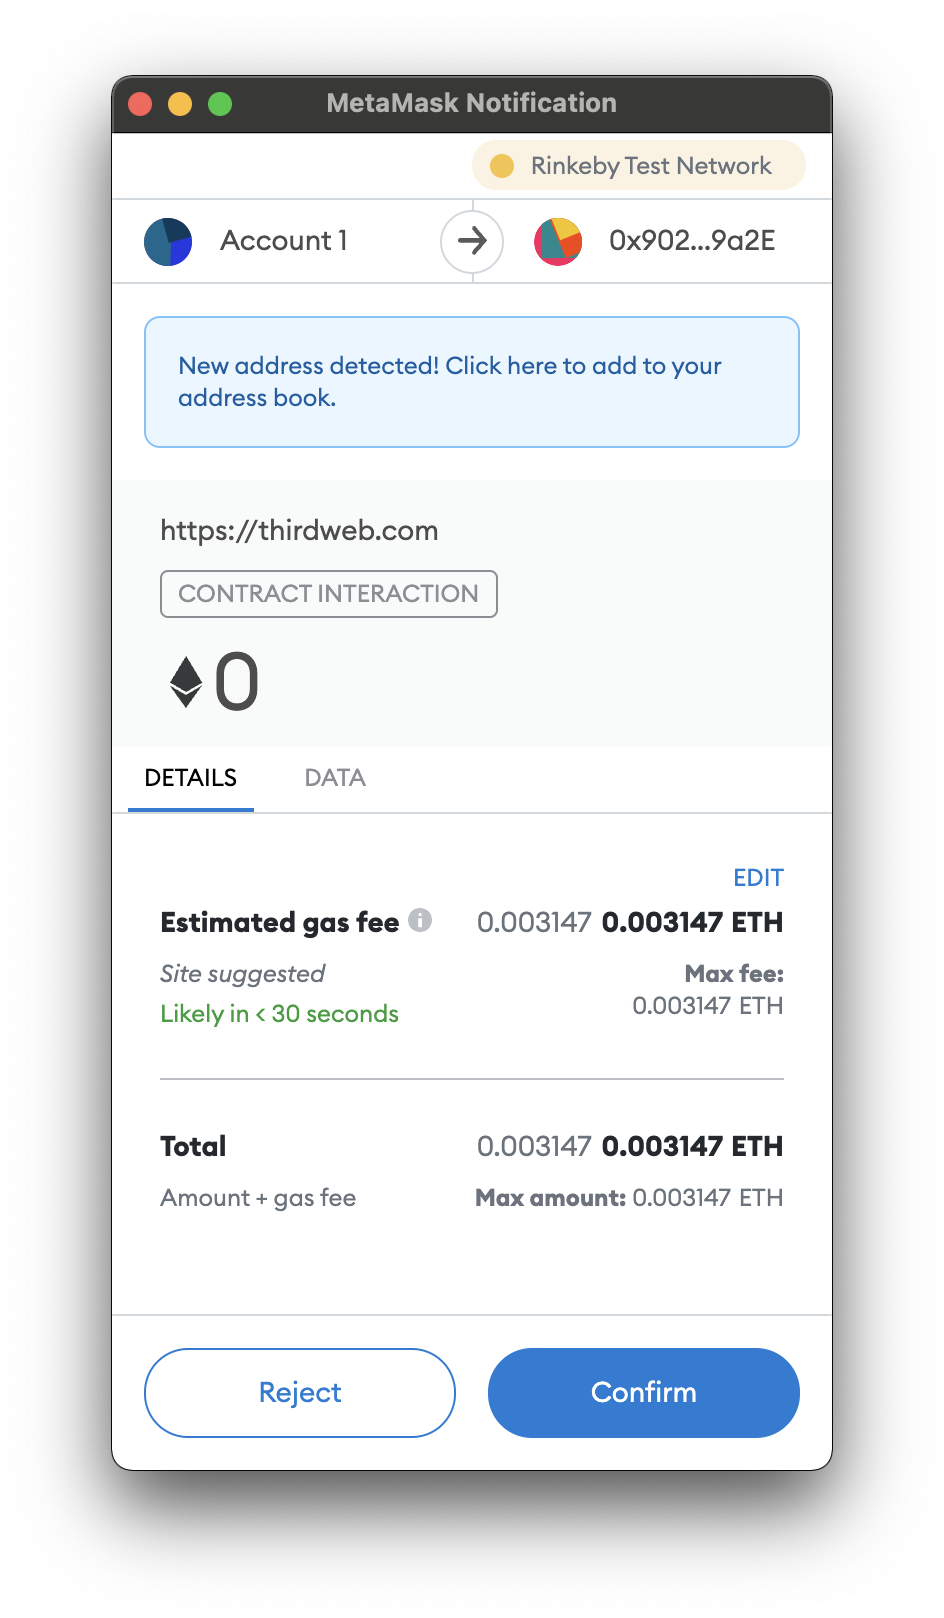 MetaMask Notification
Rinkeby Test Network
Account 1
0x902...9a2E
New address detected! Click here to add to your
address book.
https://thirdweb.com
CONTRACT INTERACTION
0
DETAILS
DATA
EDIT
Estimated gas fee 0.003147 0.003147 ETH
Site suggested
Max fee:
Likely in < 30 seconds
0.003147 ETH
Total 0.003147 0.003147 ETH
Amount + gas fee
Max amount: 0.003147 ETH
Reject
Confirm